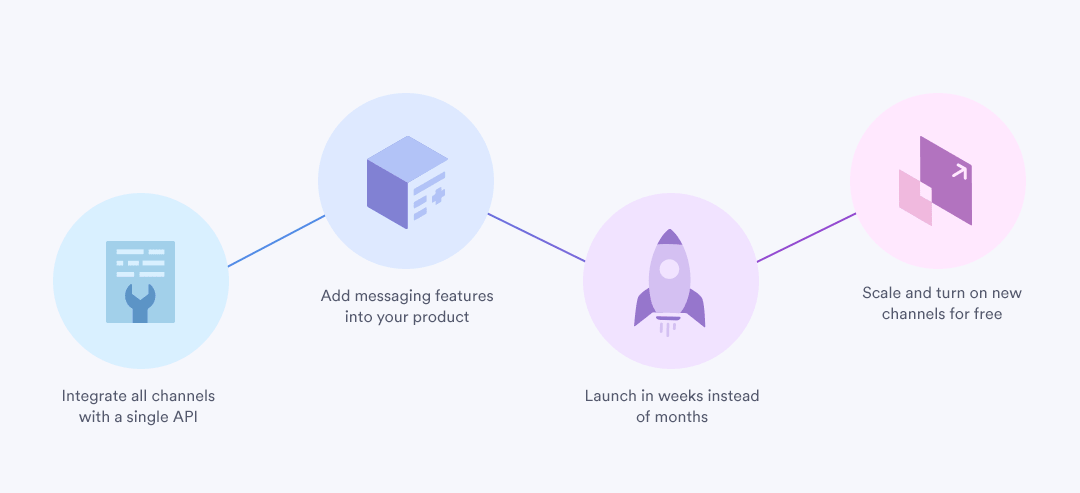 Integrate all channels
with a single API
Add messaging features
into your product
Launch in weeks instead
of months
Scale and turn on new
channels for free